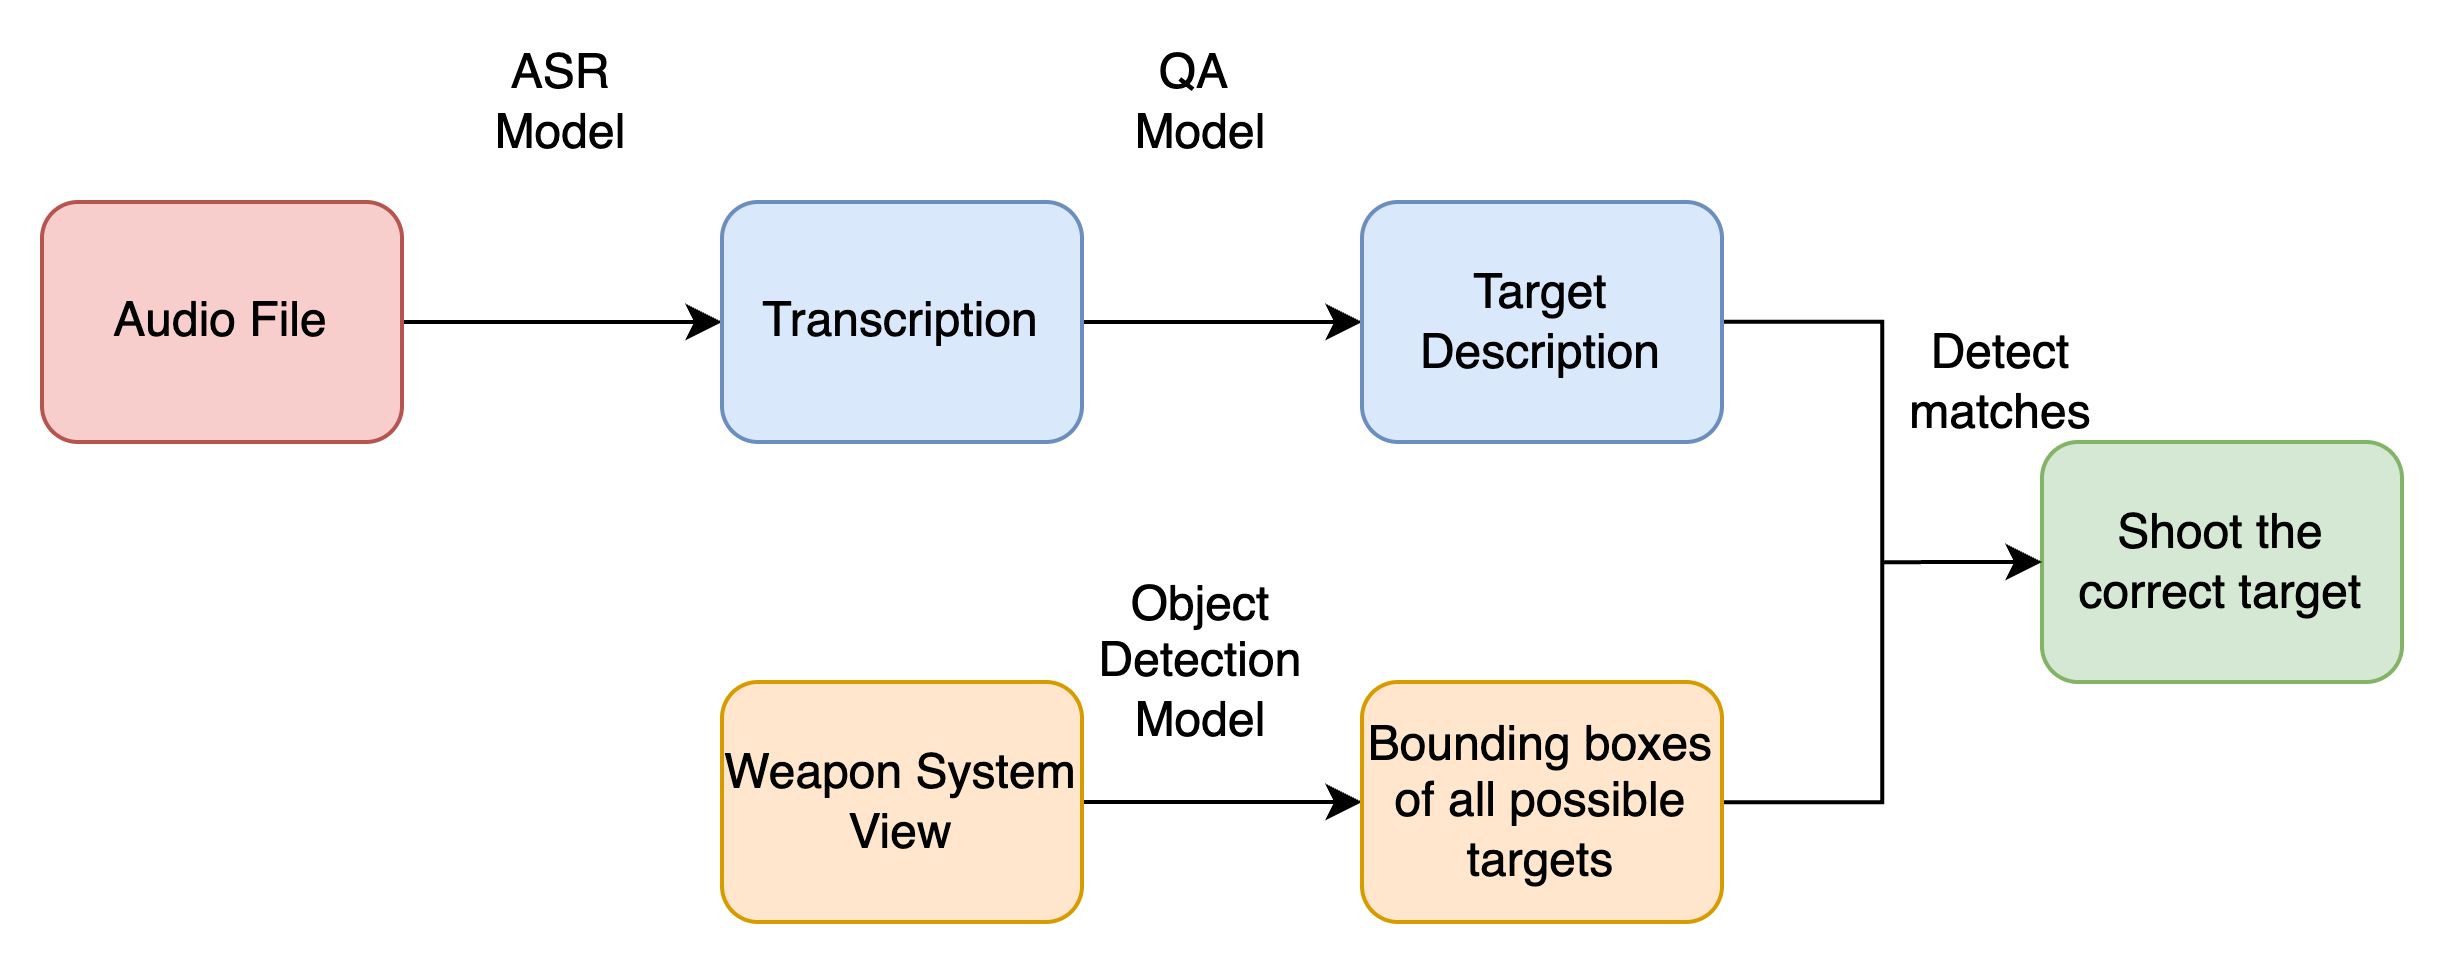 ASR
Model
QA
Model
Audio File
Transcription
Target
Description
Detect
matches
Shoot the
correct target
Object
Detection
Model
Weapon System
View
Bounding boxes
of all possible
targets